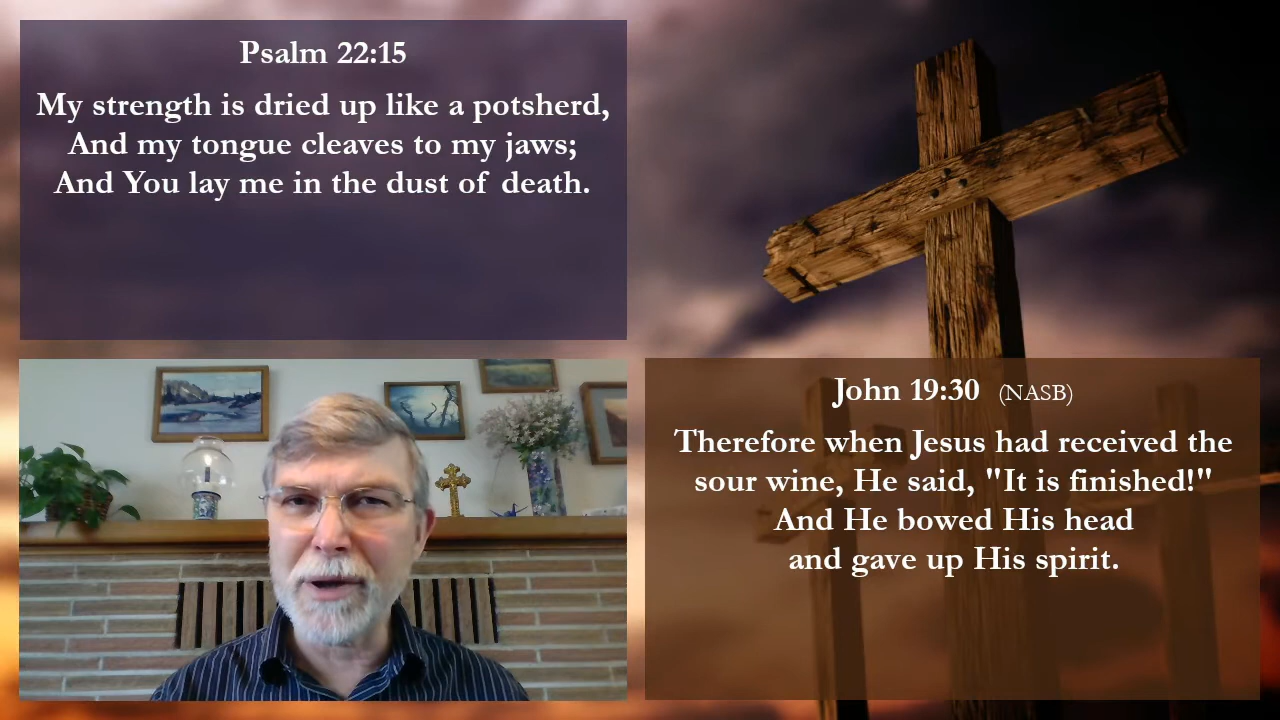 Psalm 22:15
My strength is dried up like a potsherd,
And my tongue cleaves to my jaws;
And You lay me in the dust of death.
John 19:30 (NASB)
Therefore when Jesus had received the
sour wine, He said, "It is finished!"
And He bowed His head
and gave up His spirit.